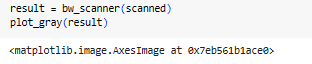 result = bw_scanner(scanned)
plot_gray(result)
<matplotlib.image.AxesImage at 0x7eb561b1ace0>